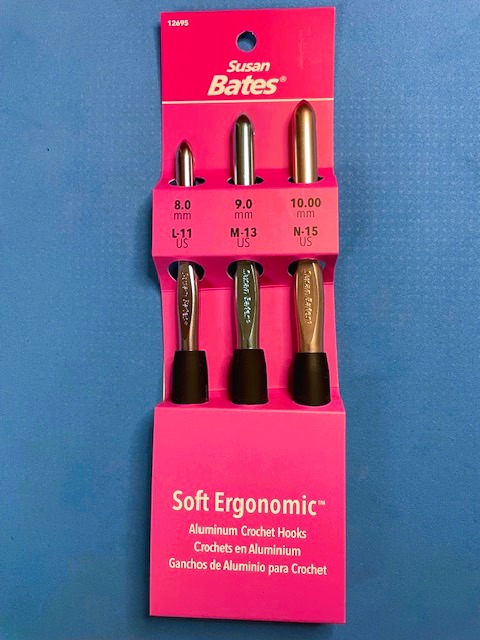 12695
Susan
Bates®
8.0 9.0 10.00
mm mm mm
L-11 M-13 N-15
US US US
Susan Bates Susan Bates Susan Bates
Soft Ergonomic™
Aluminum Crochet Hooks
Crochets en Aluminium
Ganchos de Aluminio para Crochet